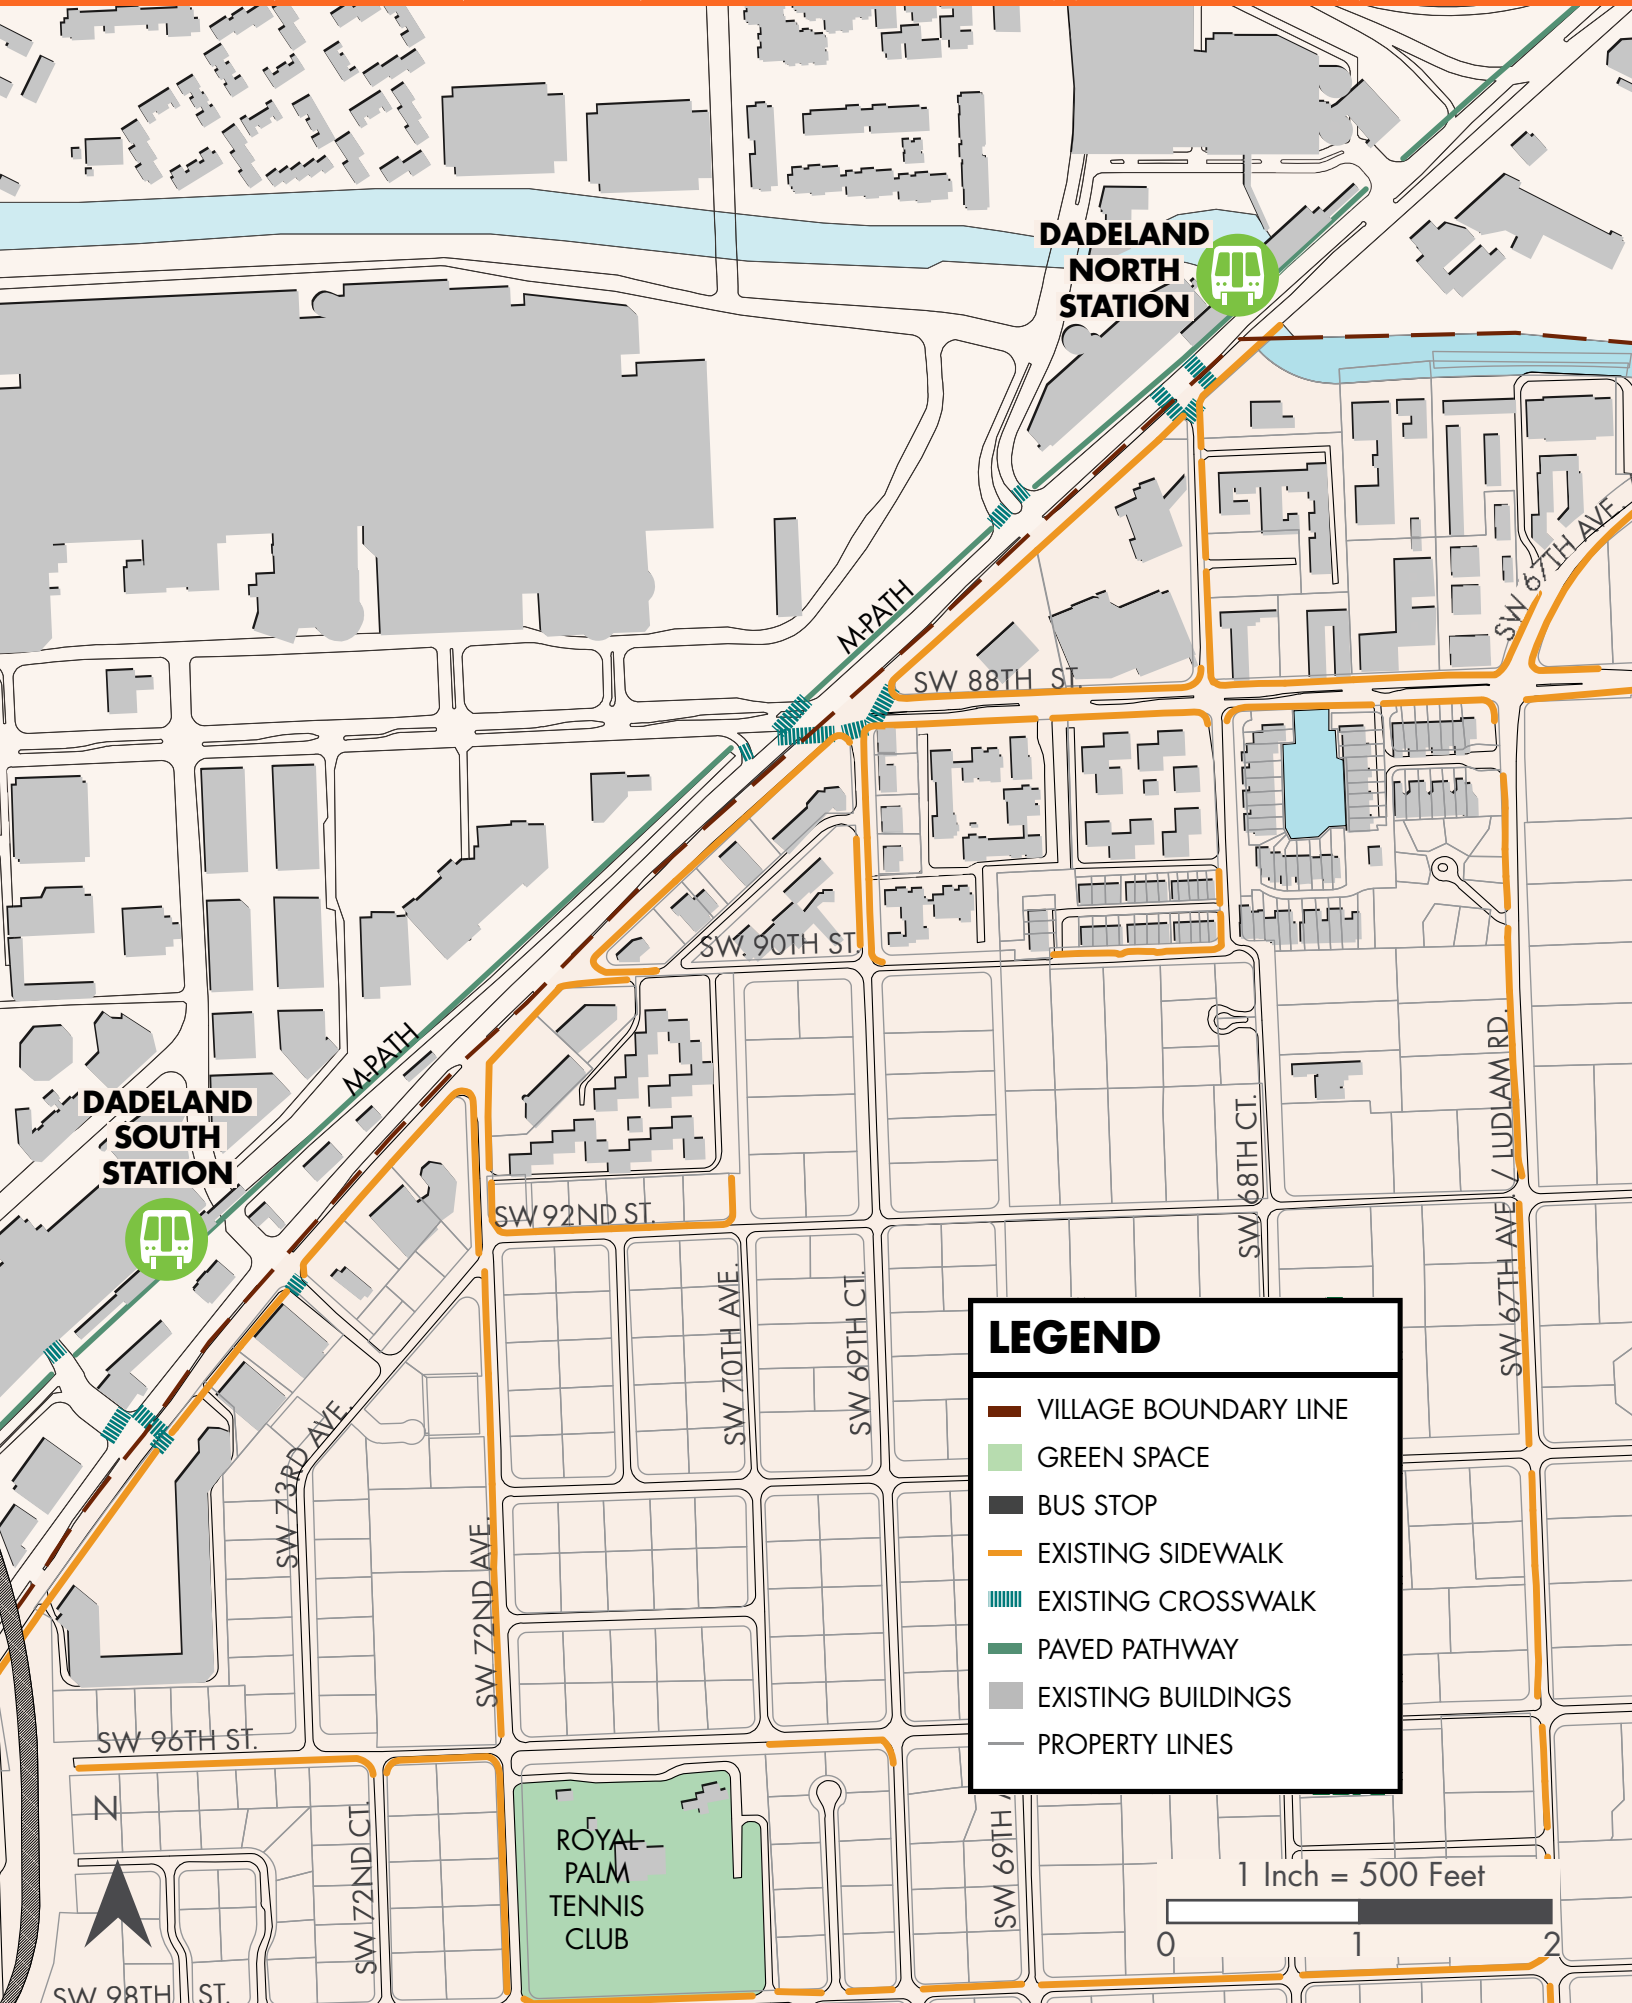 DADELAND
NORTH
STATION
SW 67TH AVE.
M-PATH
SW 88TH ST.
SW 90TH ST.
M-PATH
DADELAND
SOUTH
STATION
SW 92ND ST.
SW 68TH CT.
SW 67TH AVE. / LUDLAM RD.
SW 70TH AVE.
SW 69TH CT.
SW 67TH AVE.
SW 73RD AVE.
SW 72ND AVE.
LEGEND
VILLAGE BOUNDARY LINE
GREEN SPACE
BUS STOP
EXISTING SIDEWALK
EXISTING CROSSWALK
PAVED PATHWAY
EXISTING BUILDINGS
PROPERTY LINES
SW 96TH ST.
N
SW 72ND CT.
ROYAL
PALM
TENNIS
CLUB
SW 69TH
1 Inch = 500 Feet
0 1 2
SW 98TH ST.